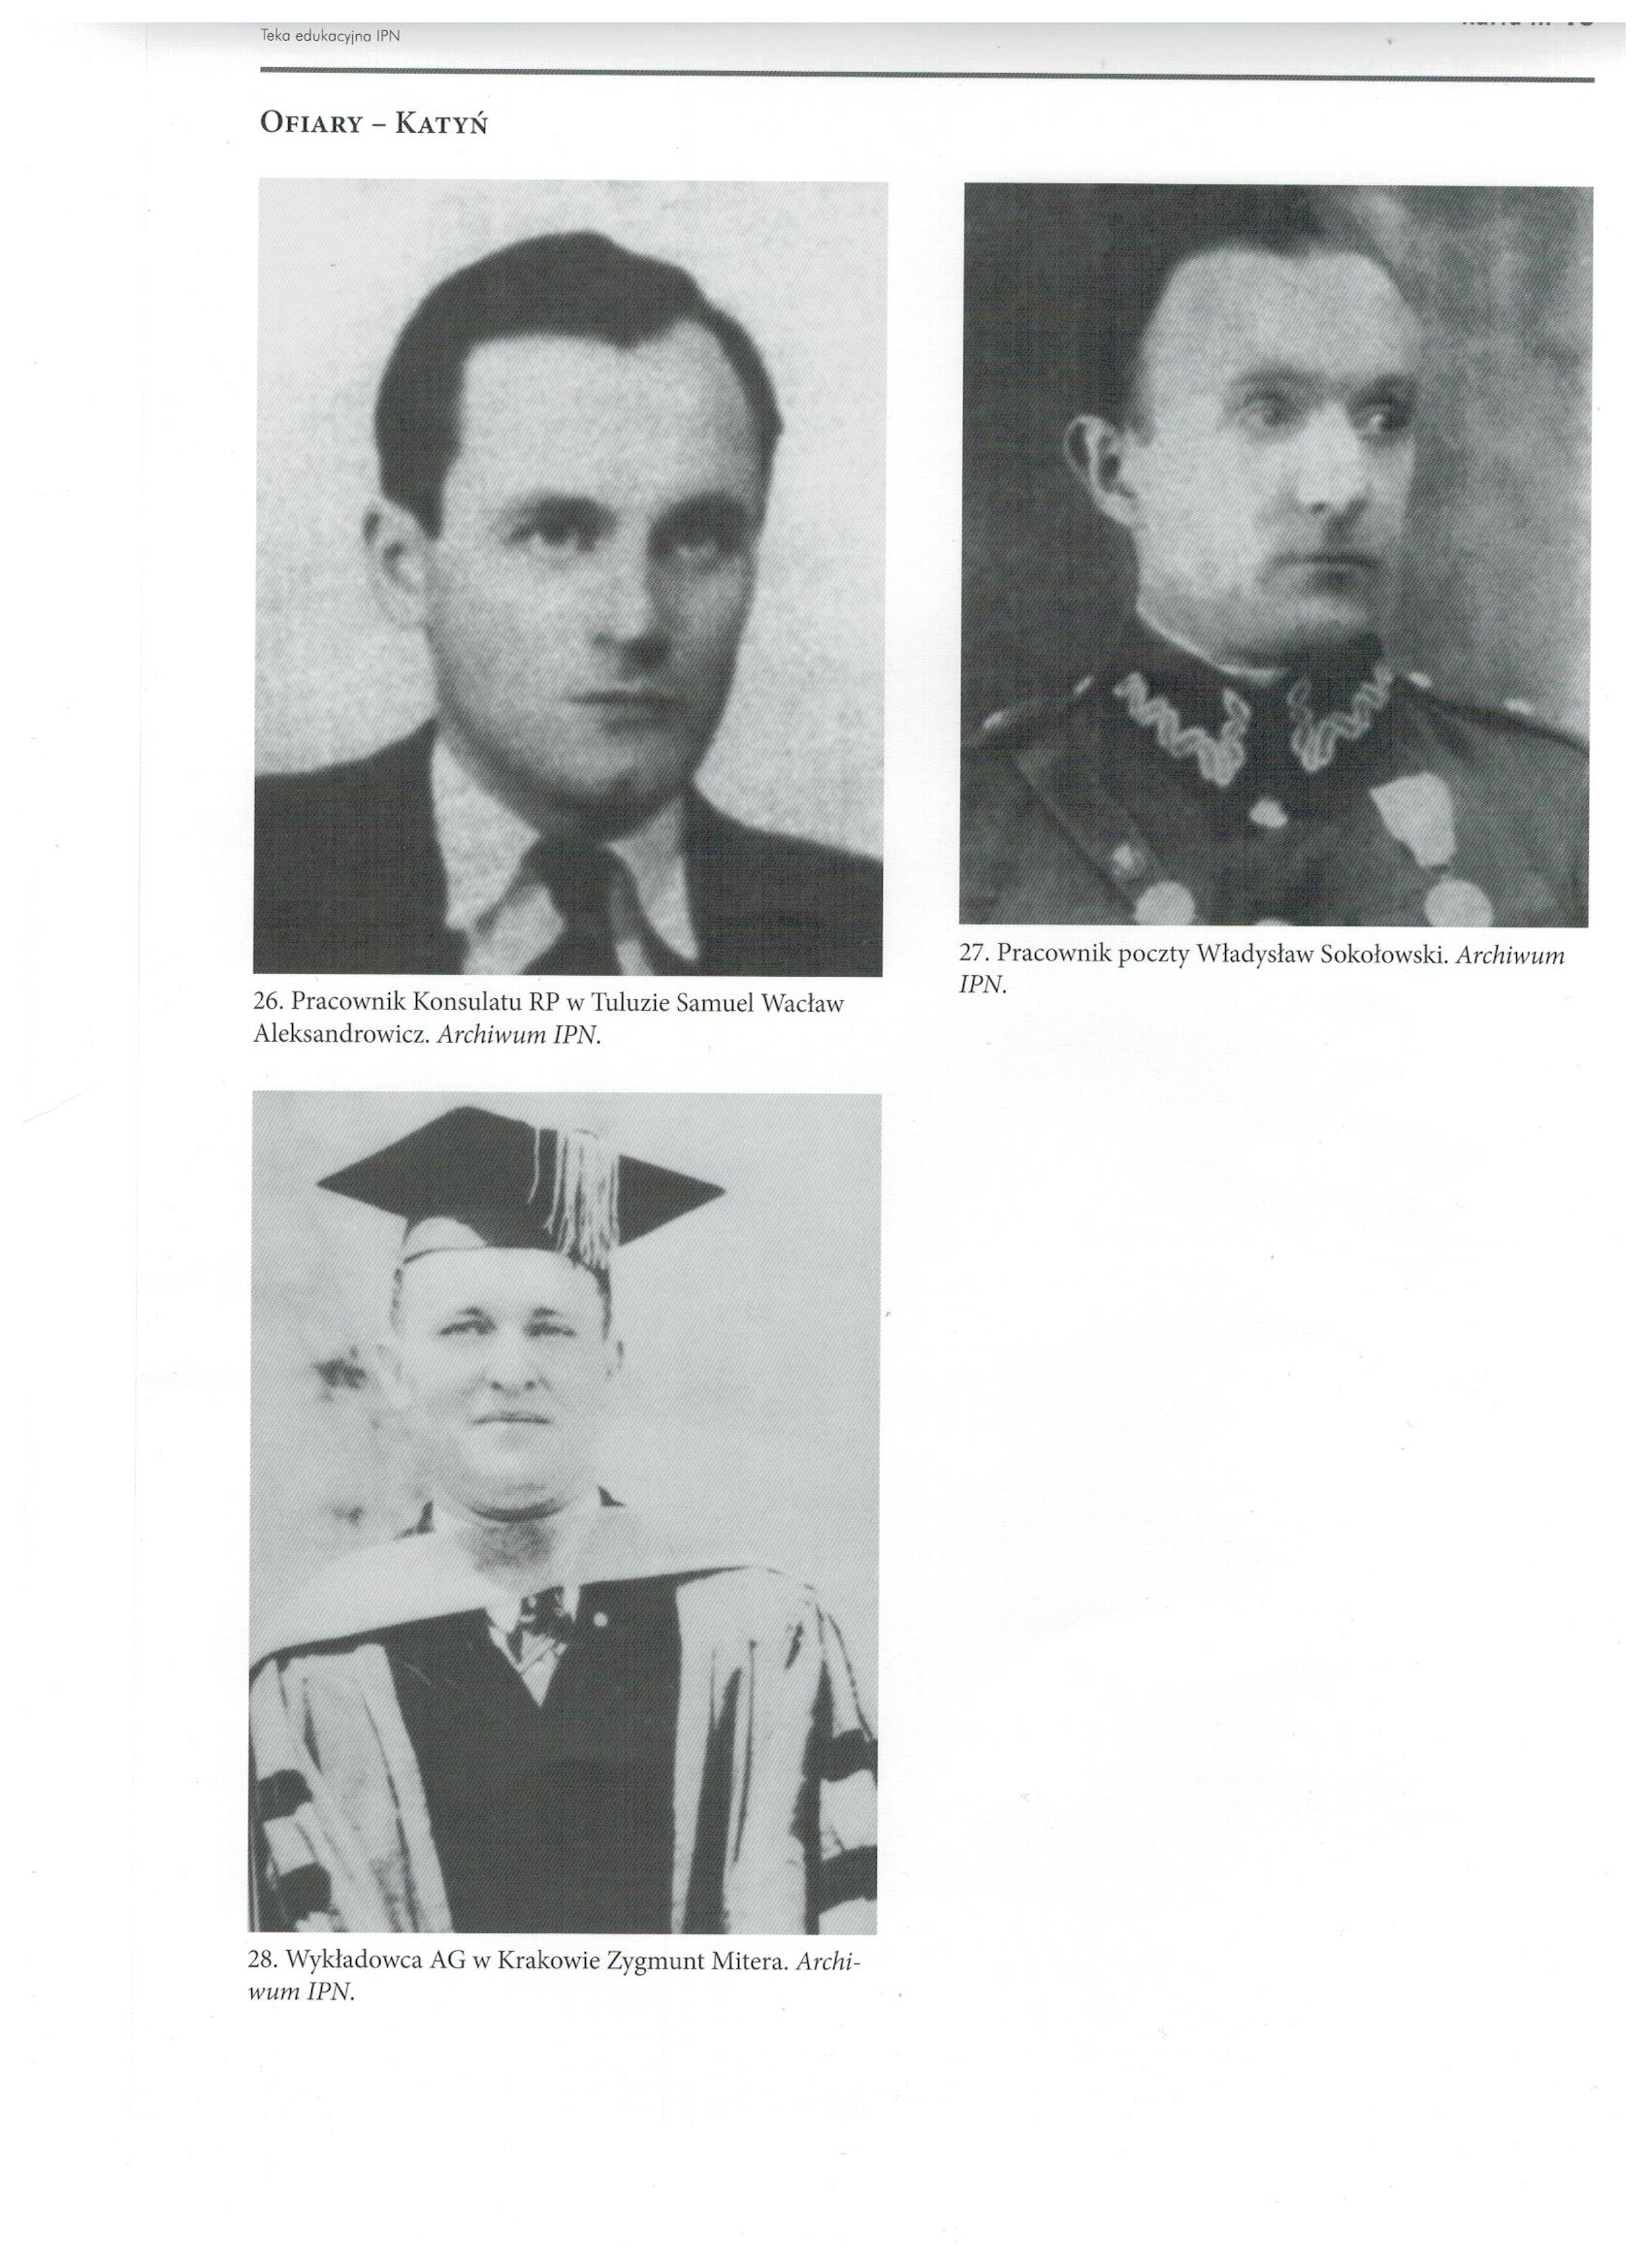 Teka edukacyjna IPN
OFIARY – KATYŃ
27. Pracownik poczty Władysław Sokołowski. Archiwum
IPN.
26. Pracownik Konsulatu RP w Tuluzie Samuel Wacław
Aleksandrowicz. Archiwum IPN.
28. Wykładowca AG w Krakowie Zygmunt Mitera. Archi-
wum IPN.